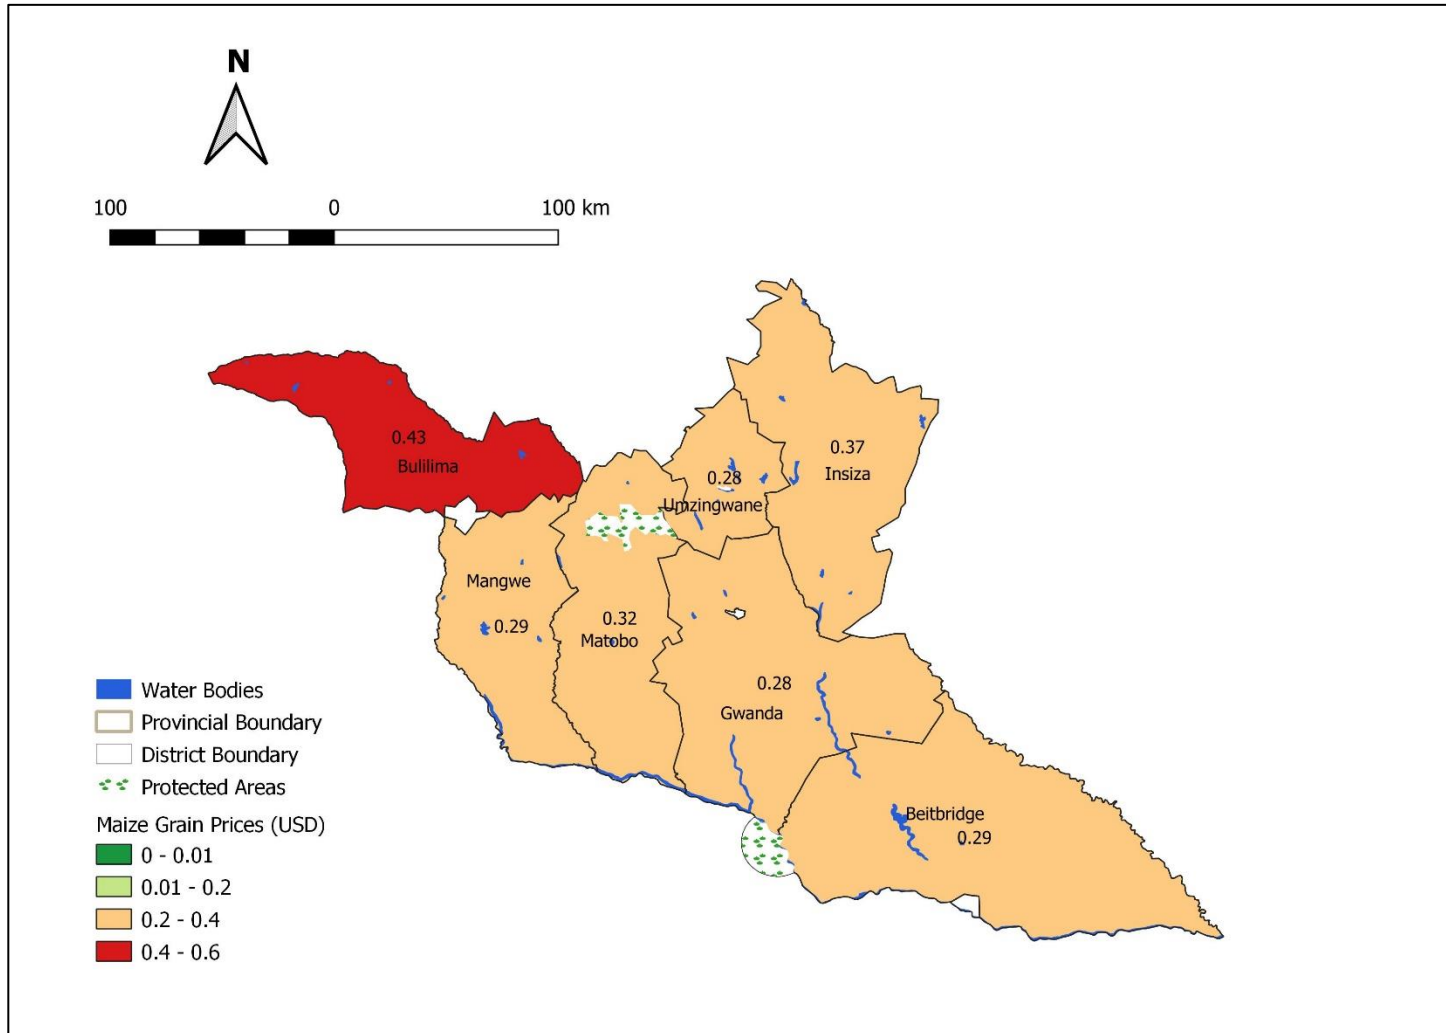 N
100 0 100 km
0.43
Bulilima
0.37
Insiza
0.28
Umzingwane
Mangwe
0.29
0.32
Matobo
0.28
Gwanda
Beitbridge
0.29
Water Bodies
Provincial Boundary
District Boundary
Protected Areas
Maize Grain Prices (USD)
0 - 0.01
0.01 - 0.2
0.2 - 0.4
0.4 - 0.6